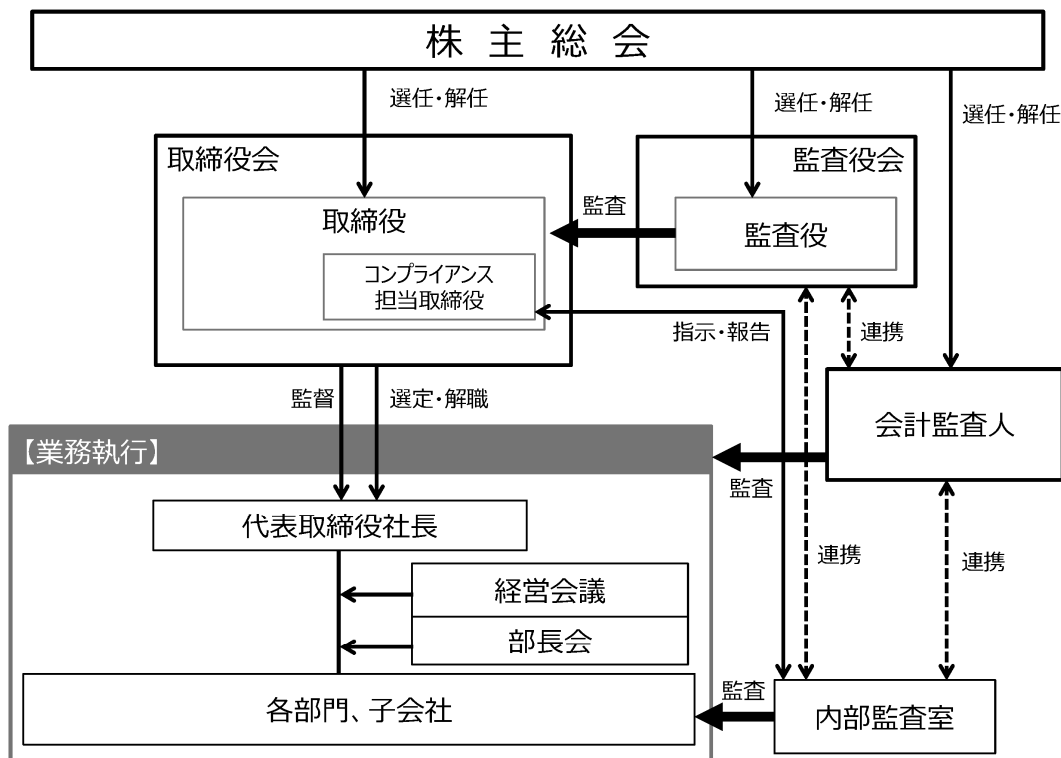 株主総会
選任・解任
選任・解任
選任・解任
取締役会
監査役会
取締役
監査
監査役
コンプライアンス
担当取締役
指示・報告
連携
監督
選定・解職
会計監査人
【業務執行】
監査
代表取締役社長
連携
連携
経営会議
部長会
各部門、子会社
監査
内部監査室